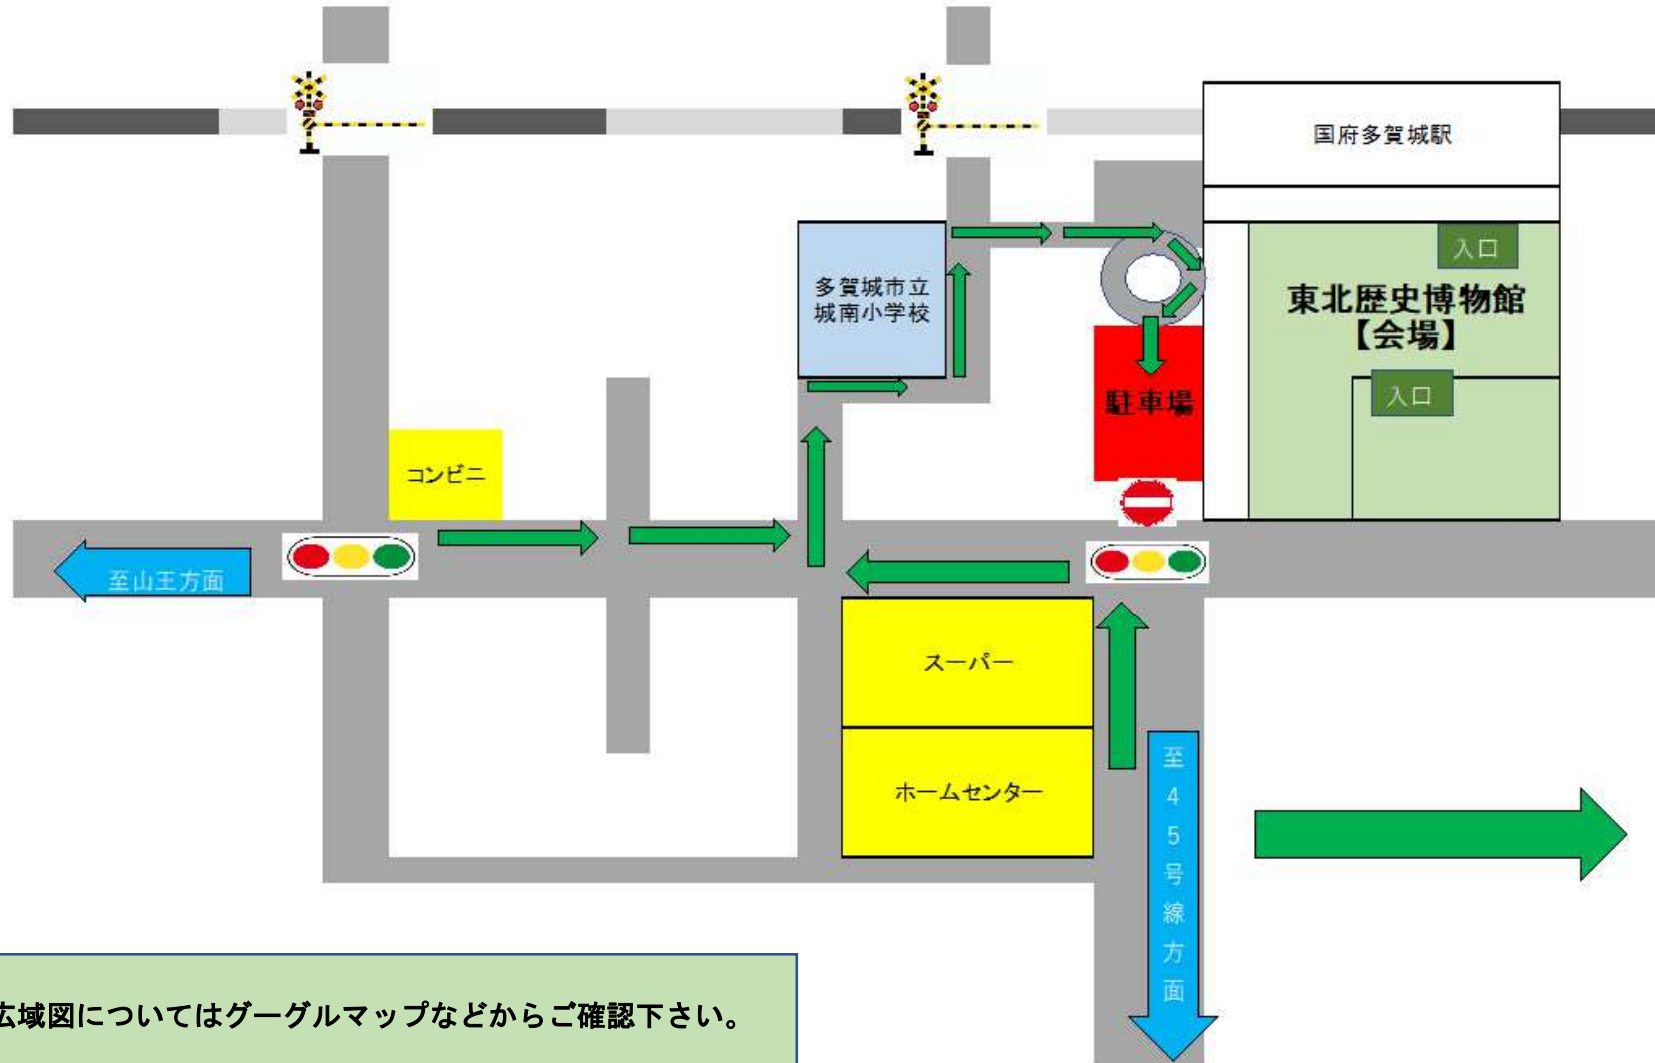 国府多賀城駅
入口
多賀城市立
城南小学校
東北歴史博物館
【会場】
駐車場
入口
コンビニ
至山王方面
スーパー
ホームセンター
至45号線方面
広域図についてはグーグルマップなどからご確認下さい。